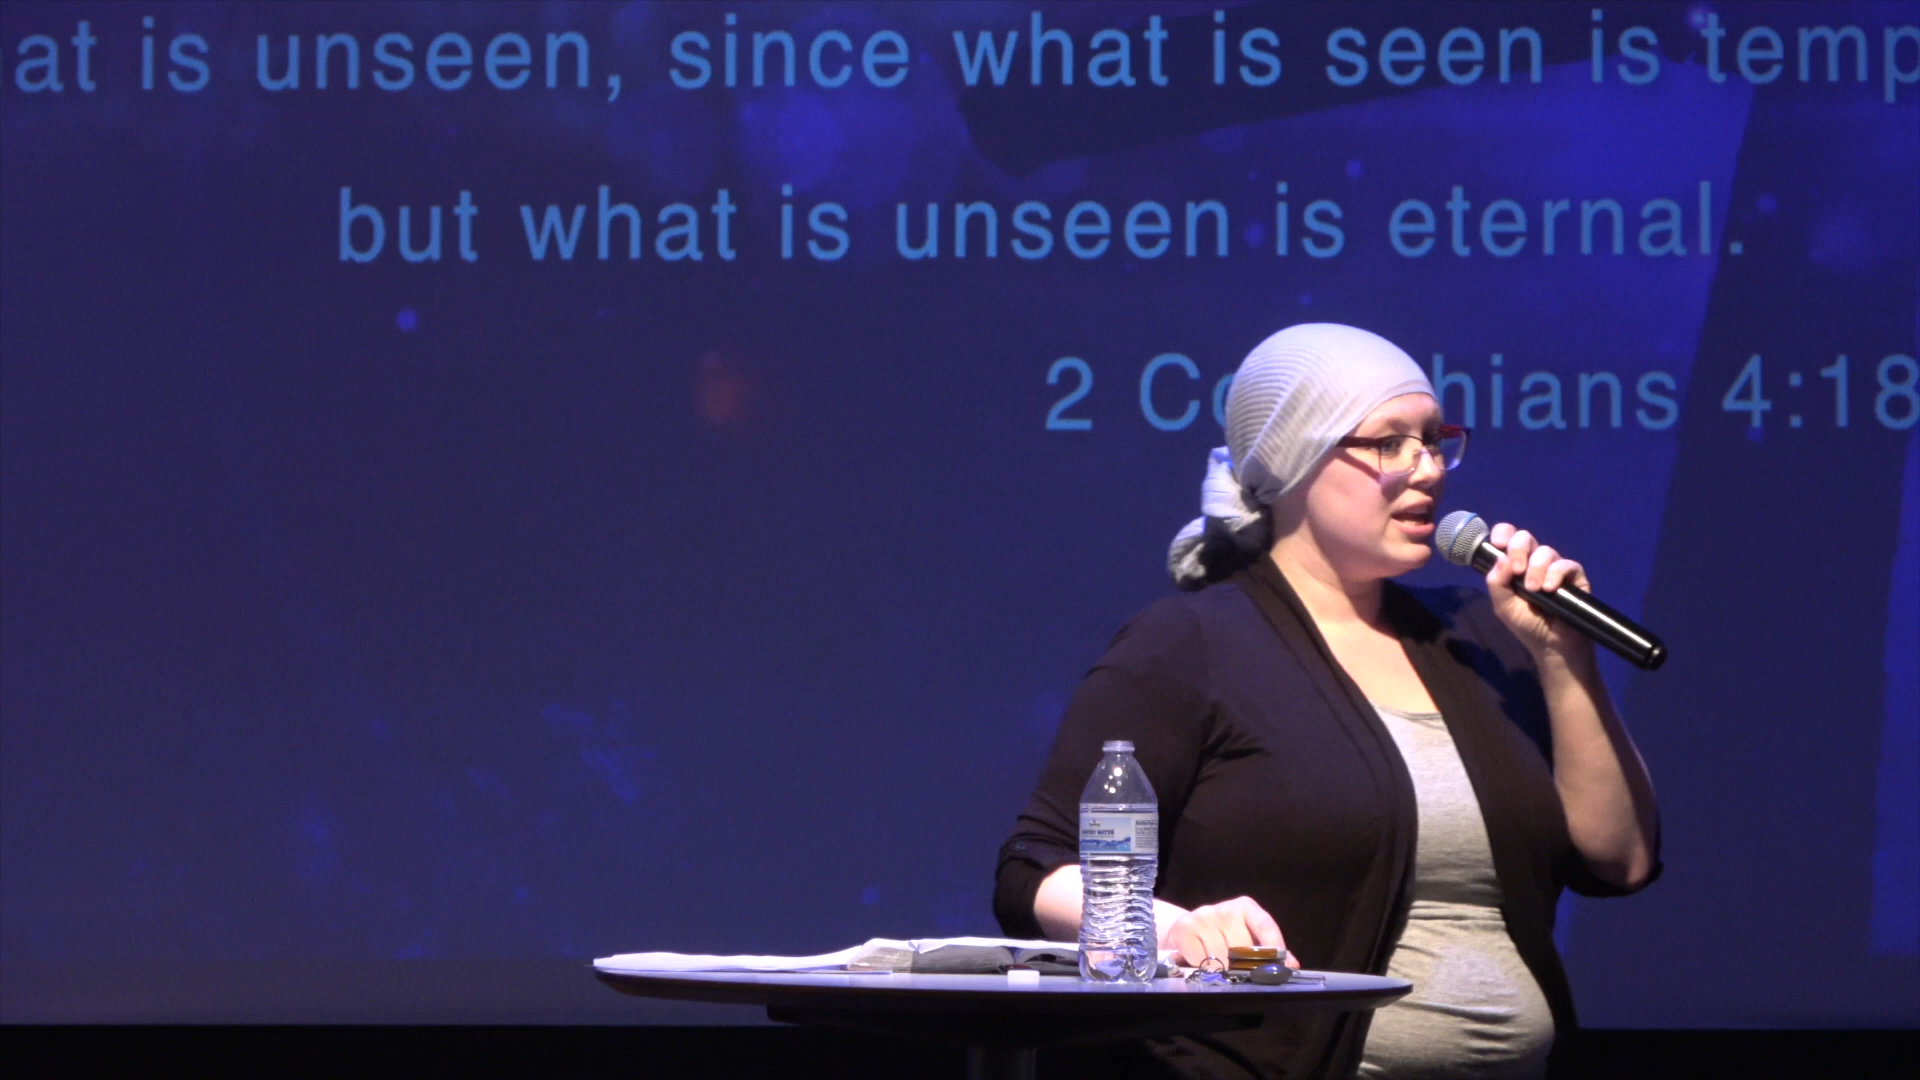 at is unseen, since what is seen is temp
but what is unseen is eternal.
2 Co hians 4:18